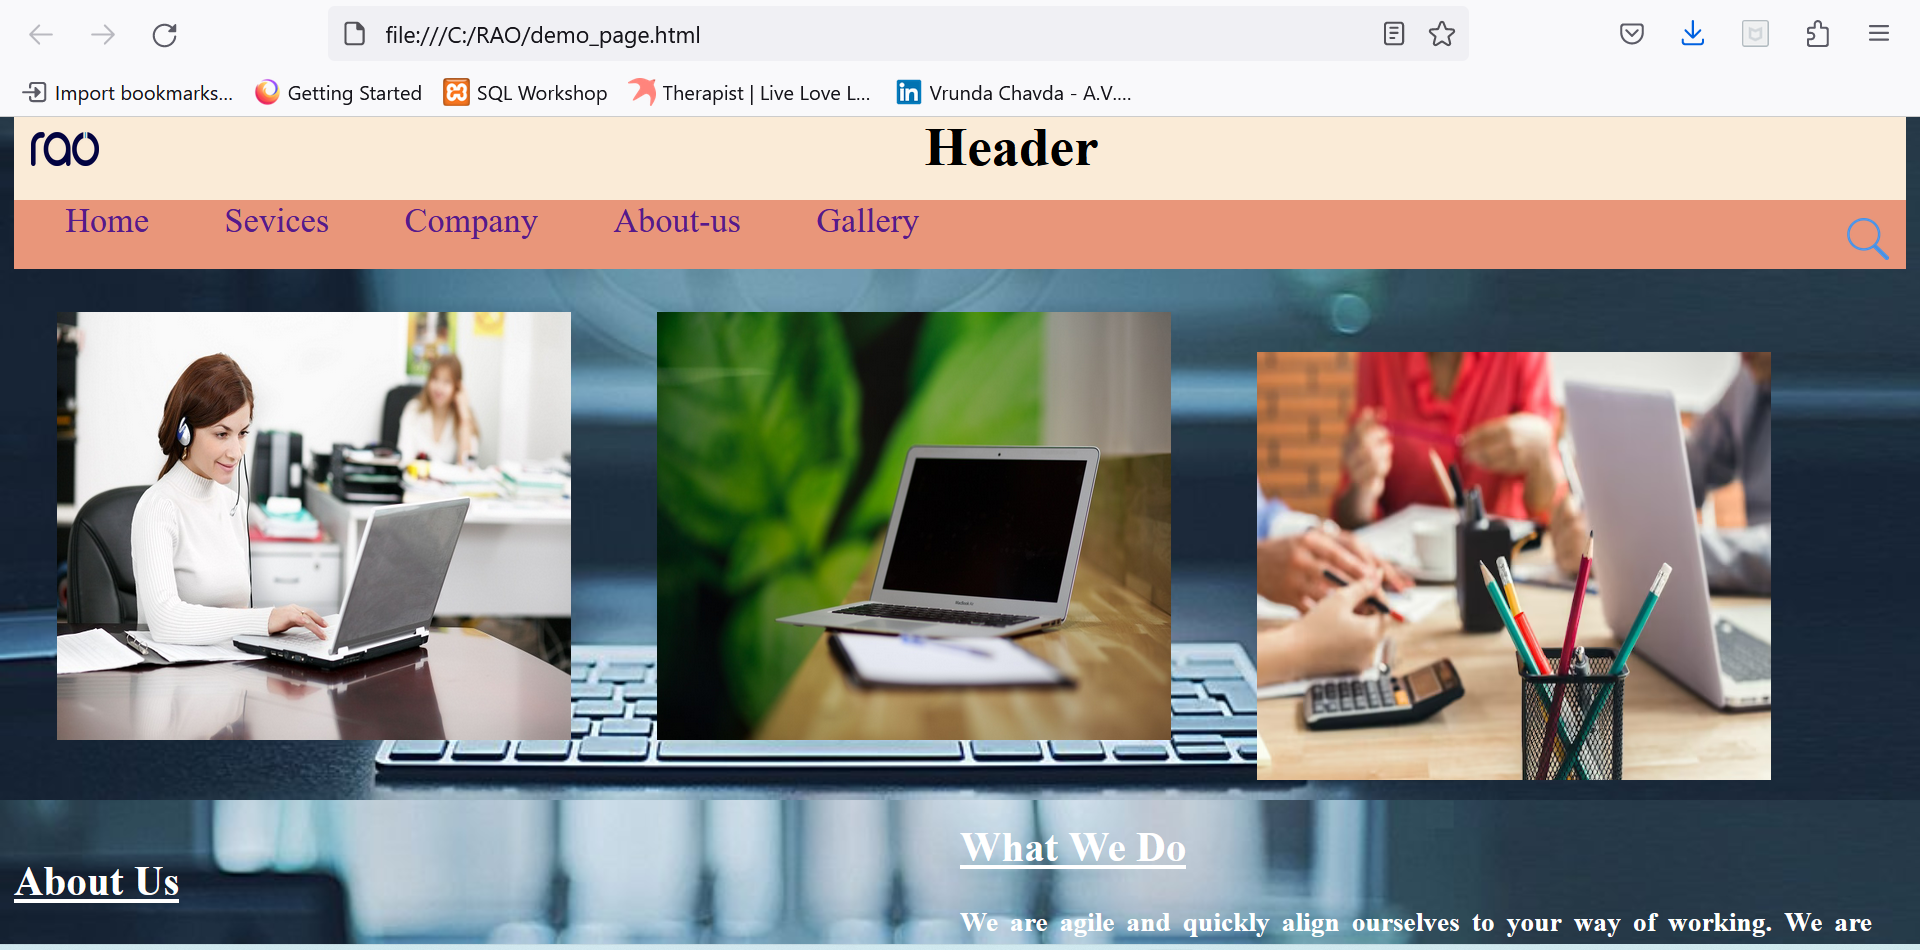 file:///C:/RAO/demo_page.html
Import bookmarks... Getting Started SQL Workshop Therapist | Live Love L... Vrunda Chavda - A.V....
rao Header
Home Sevices Company About-us Gallery
What We Do
About Us
We are agile and quickly align ourselves to your way of working. We are